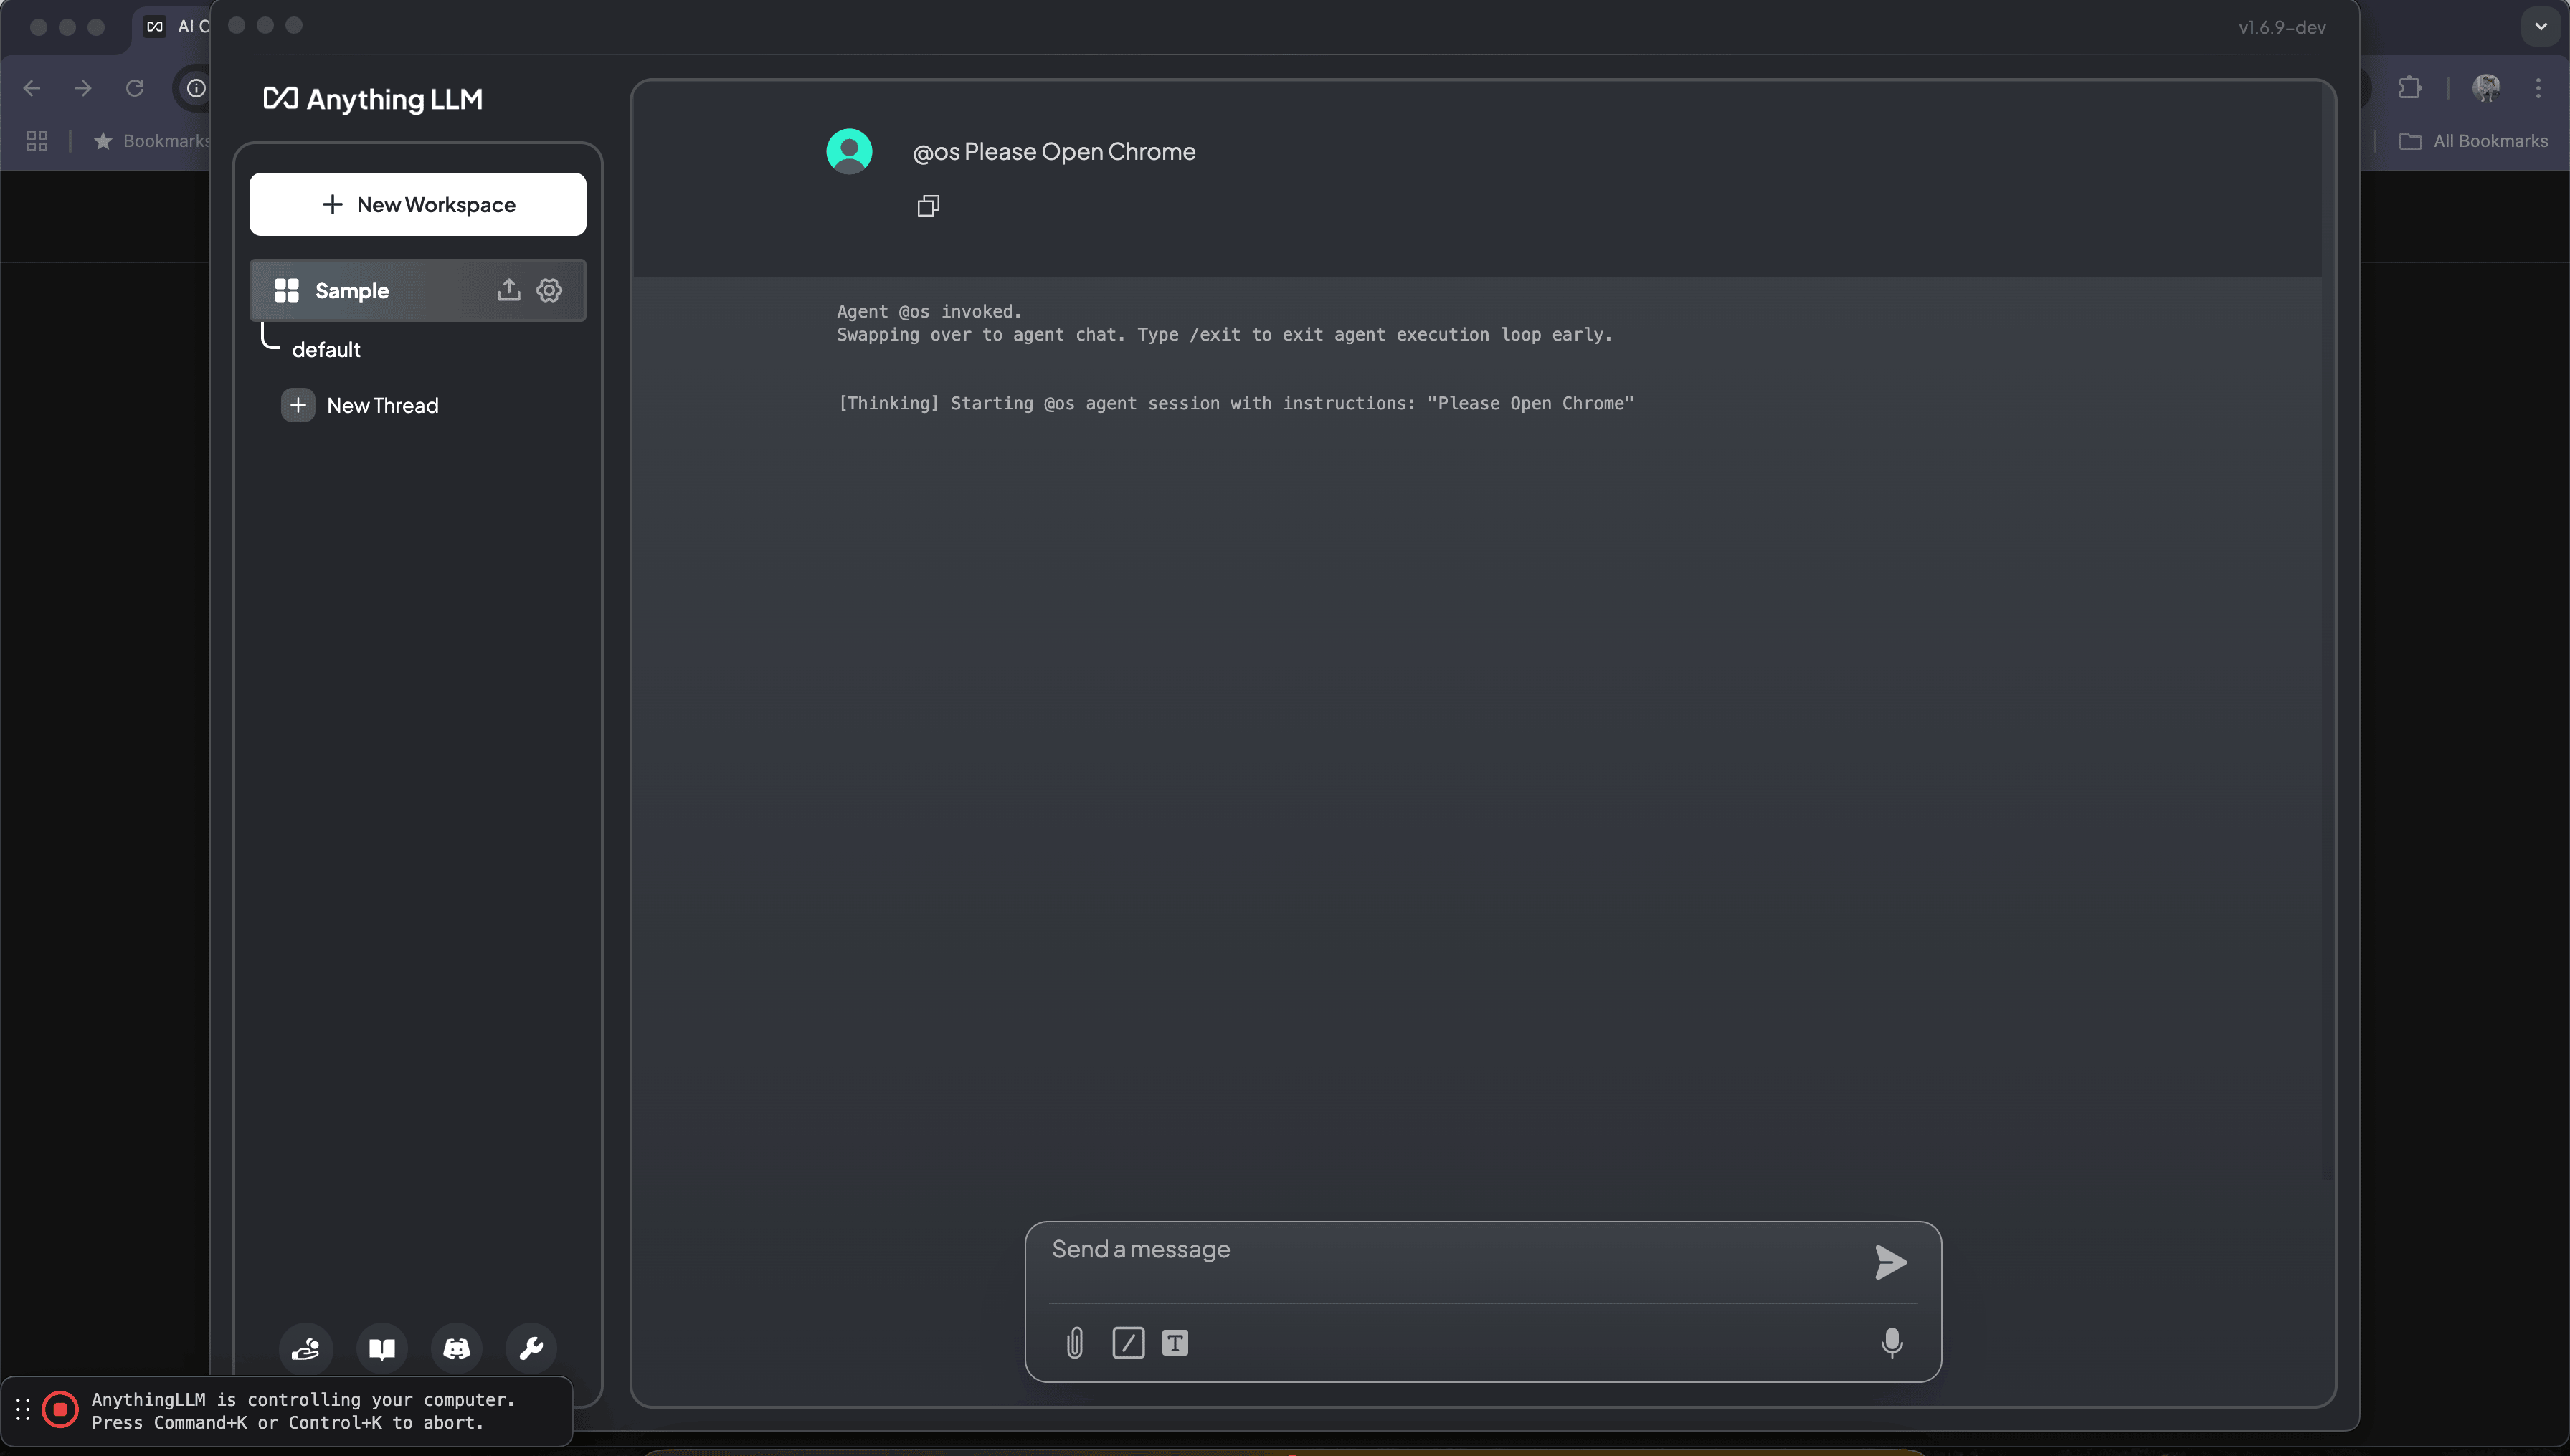 AI C
v1.6.9-dev
Bookmarks
All Bookmarks
Anything LLM
New Workspace
Sample
default
New Thread
@os Please Open Chrome
Agent @os invoked.
Swapping over to agent chat. Type /exit to exit agent execution loop early.
[Thinking] Starting @os agent session with instructions: "Please Open Chrome"
Send a message
T
AnythingLLM is controlling your computer.
Press Command+K or Control+K to abort.